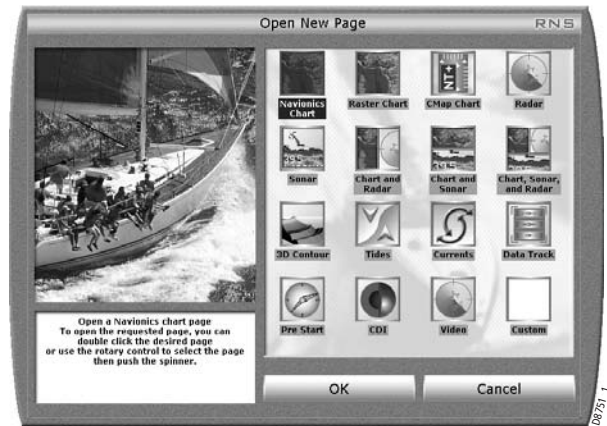 Open New Page
RNS
Navionics
Chart
Raster Chart
CMap Chart
Radar
Sonar
Chart and
Radar
Chart and
Sonar
Chart, Sonar,
and Radar
3D Contour
Tides
Currents
Data Track
Pre Start
CDI
Video
Custom
Open a Navionics chart page
To open the requested page, you can
double click the desired page
or use the rotary control to select the page
then push the spinner.
OK
Cancel
D8751_1